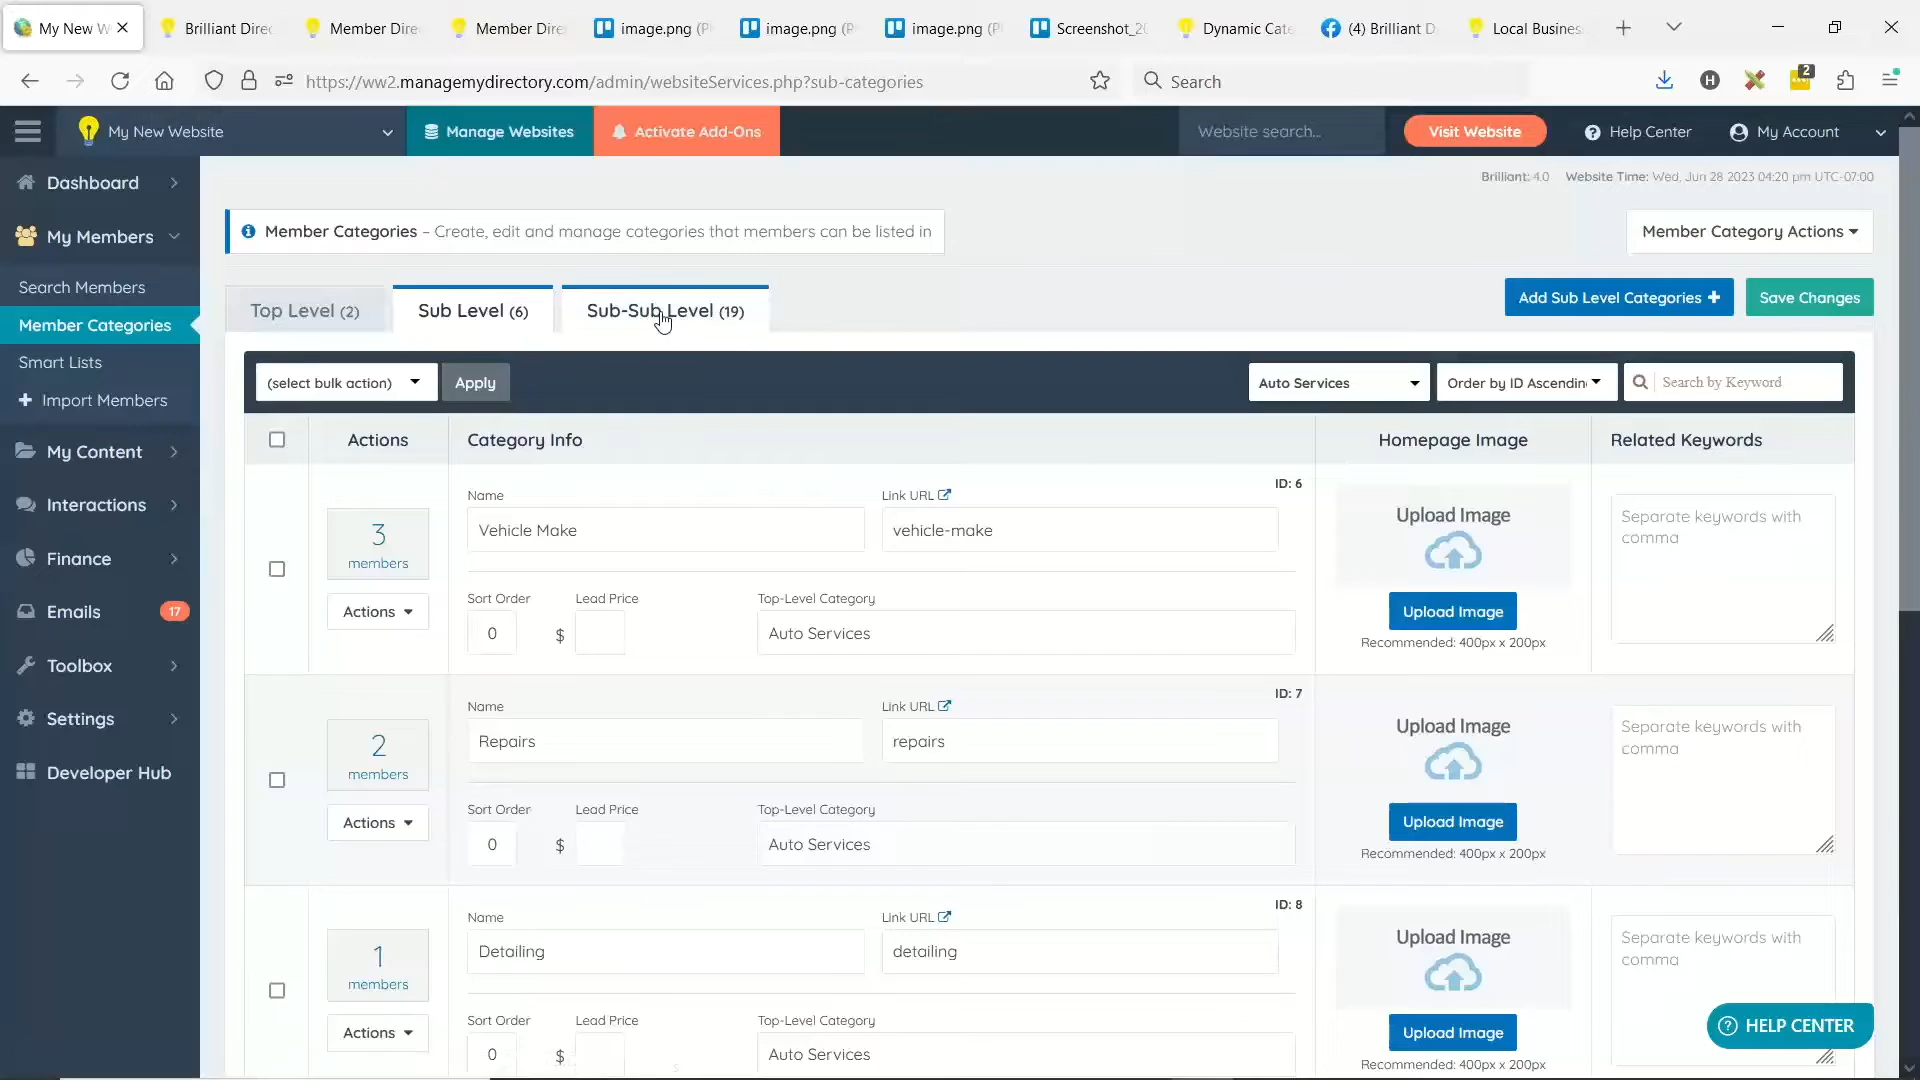 My New W
Brilliant Direc
Member Dire
Member Dire
image.png (P
image.png (P
image.png (P
Screenshot_20
Dynamic Cate
(4) Brilliant D
Local Busines
https://ww2.managemydirectory.com/admin/websiteServices.php?sub-categories
Search
H
2
My New Website
Manage Websites
Activate Add-Ons
Website search...
Visit Website
Help Center
My Account
Brilliant: 4.0 Website Time: Wed, Jun 28 2023 04:20 pm UTC-07:00
Dashboard
My Members
Search Members
Member Categories
Smart Lists
Import Members
My Content
Interactions
Finance
Emails 17
Toolbox
Settings
Developer Hub
Member Categories – Create, edit and manage categories that members can be listed in
Member Category Actions
Top Level (2)
Sub Level (6)
Sub-Sub Level (19)
Add Sub Level Categories +
Save Changes
(select bulk action)
Apply
Auto Services
Order by ID Ascendin
Search by Keyword
Actions
Category Info
Homepage Image
Related Keywords
3
members
Actions
Name
Vehicle Make
Link URL
vehicle-make
ID: 6
Sort Order
0
Lead Price
$
Top-Level Category
Auto Services
Upload Image
Upload Image
Recommended: 400px x 200px
Separate keywords with
comma
2
members
Actions
Name
Repairs
Link URL
repairs
ID: 7
Sort Order
0
Lead Price
$
Top-Level Category
Auto Services
Upload Image
Upload Image
Recommended: 400px x 200px
Separate keywords with
comma
1
members
Actions
Name
Detailing
Link URL
detailing
ID: 8
Sort Order
0
Lead Price
$
Top-Level Category
Auto Services
Upload Image
Upload Image
Recommended: 400px x 200px
Separate keywords with
comma
HELP CENTER